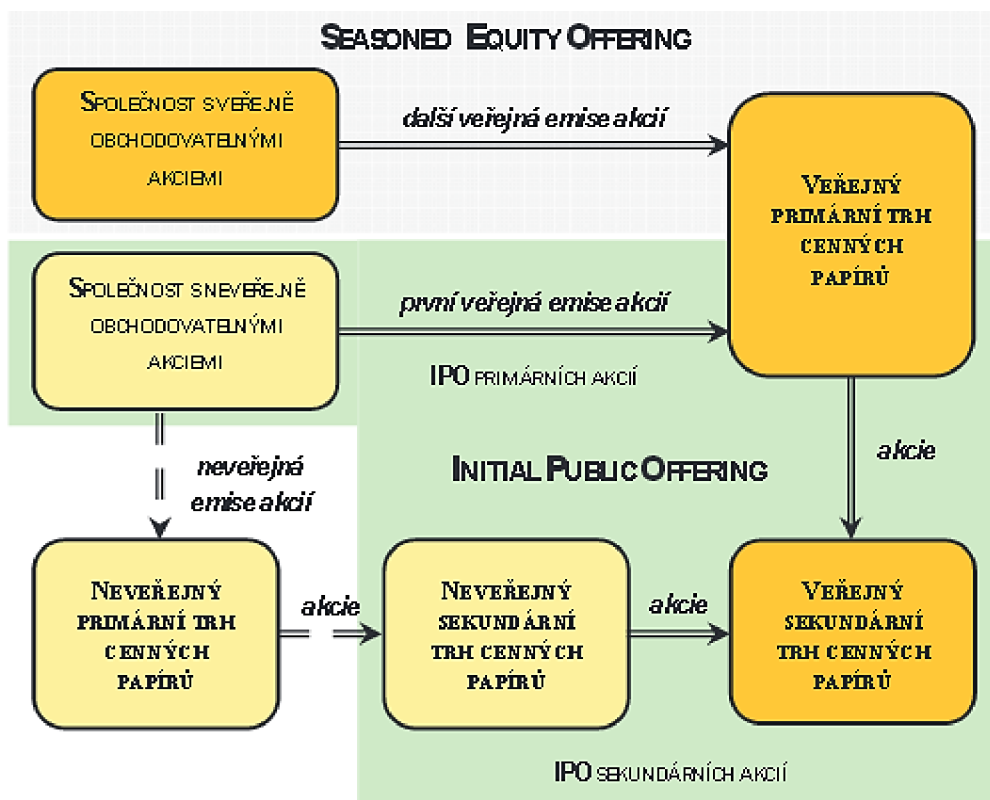 SEASONED EQUITY OFFERING
SPOLEČNOST SVEŘEJNĚ
OBCHODOVATELNÝMI
AKCIEMI
další veřejná emise akcií
VEŘEJNÝ
PRIMÁRNÍ TRH
CENNÝCH
PAPÍRŮ
SPOLEČNOST SNEVEŘEJNĚ
OBCHODOVATELNÝMI
AKCIEMI
první veřejná emise akcií
IPO PRIMÁRNÍCH AKCIÍ
neveřejná
emise akcií
akcie
INITIAL PUBLIC OFFERING
NEVEŘEJNÝ
PRIMÁRNÍ TRH
CENNÝCH
PAPÍRŮ
akcie
NEVEŘEJNÝ
SEKUNDÁRNÍ
TRH CENNÝCH
PAPÍRŮ
akcie
VEŘEJNÝ
SEKUNDÁRNÍ
TRH CENNÝCH
PAPÍRŮ
IPO SEKUNDÁRNÍCH AKCIÍ